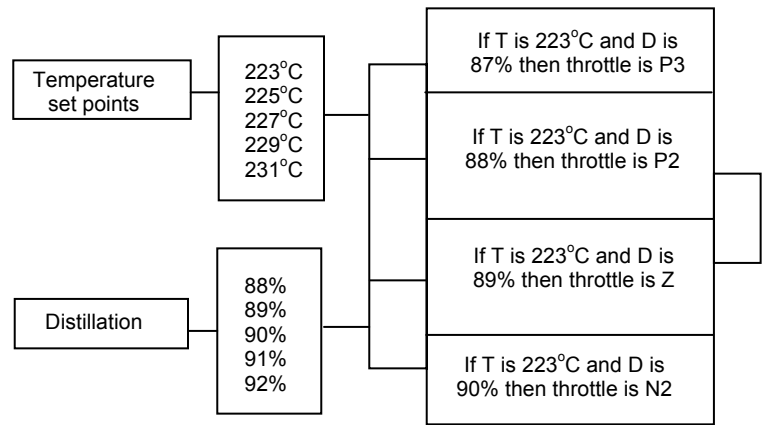 Temperature
set points
223°C
225°C
227°C
229°C
231°C
If T is 223°C and D is
87% then throttle is P3
If T is 223°C and D is
88% then throttle is P2
If T is 223°C and D is
89% then throttle is Z
If T is 223°C and D is
90% then throttle is N2
Distillation
88%
89%
90%
91%
92%